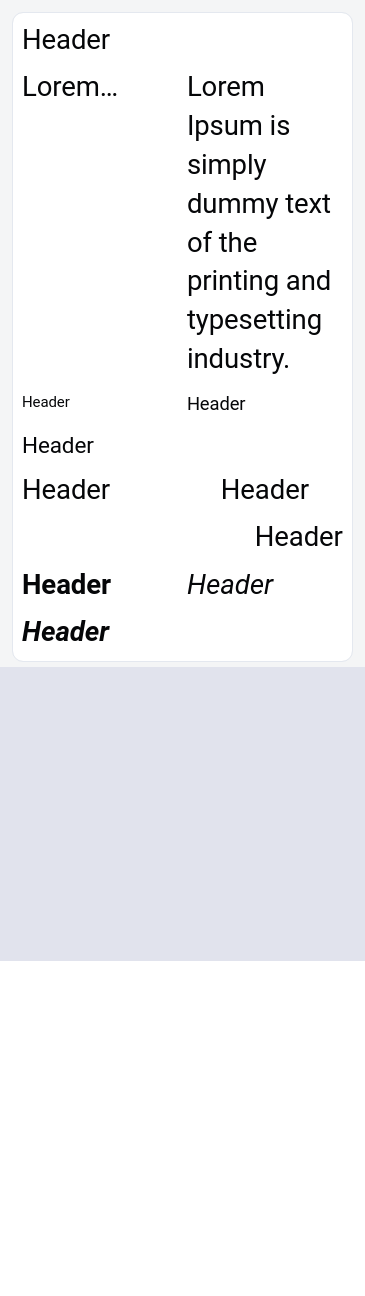 Header
Lorem…
Lorem
Ipsum is
simply
dummy text
of the
printing and
typesetting
industry.
Header
Header
Header
Header
Header
Header
Header
Header
Header